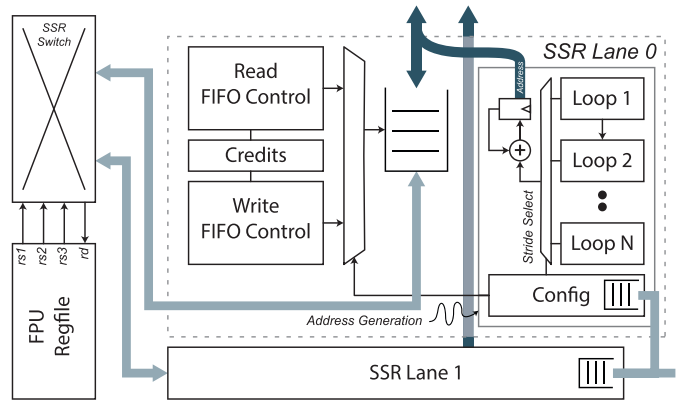 SSR
Switch
SSR Lane 0
Read
FIFO Control
Credits
Write
FIFO Control
Address
Loop 1
Loop 2
Loop N
Stride Select
Config
Address Generation
rs1
rs2
rs3
rd
FPU
Regfile
SSR Lane 1
+